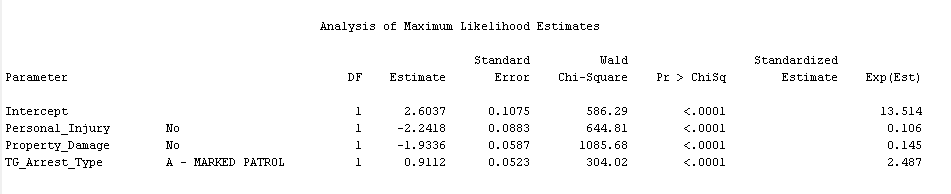 Analysis of Maximum Likelihood Estimates
Standard Wald Standardized
Parameter DF Estimate Error Chi-Square Pr > ChiSq Estimate Exp(Est)
Intercept 1 2.6037 0.1075 586.29 <.0001 13.514
Personal_Injury No 1 -2.2418 0.0883 644.81 <.0001 0.106
Property_Damage No 1 -1.9336 0.0587 1085.68 <.0001 0.145
TG_Arrest_Type A - MARKED PATROL 1 0.9112 0.0523 304.02 <.0001 2.487